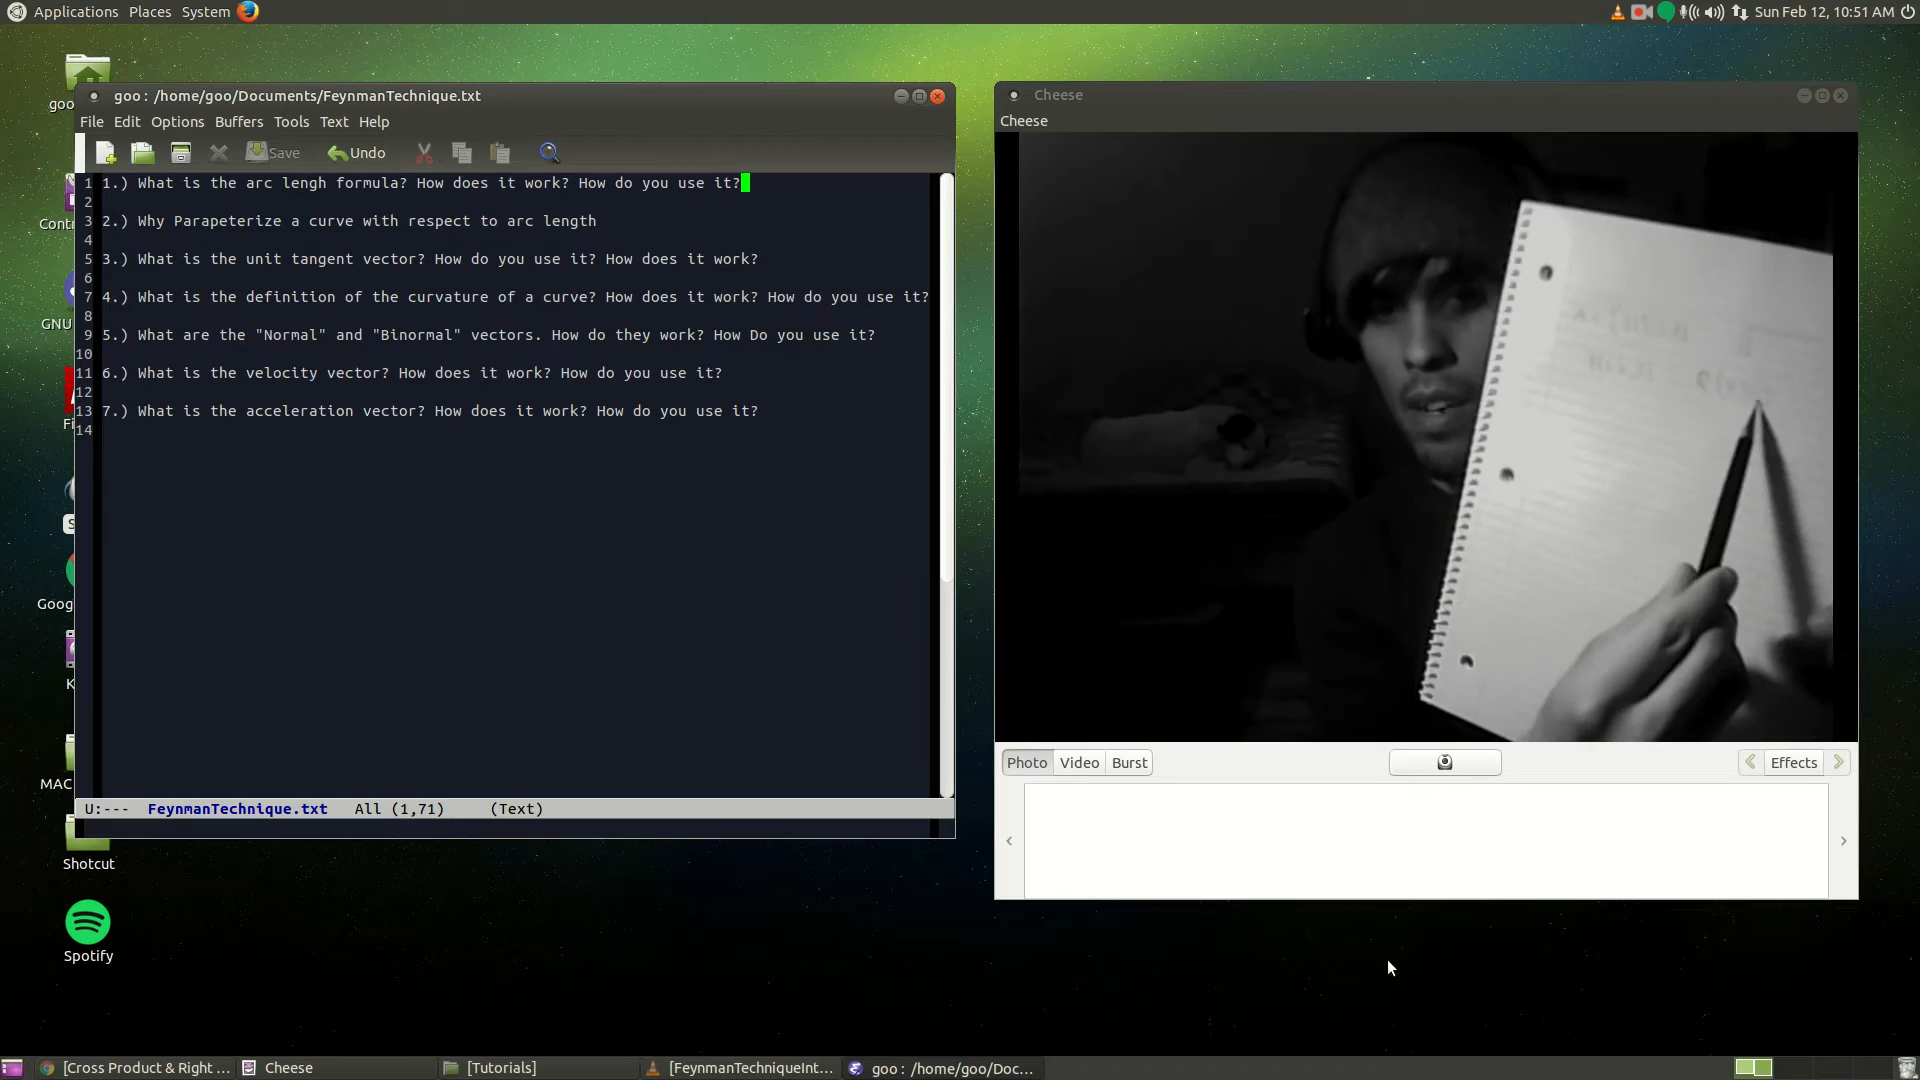 Applications Places System
Sun Feb 12, 10:51 AM
goo
goo : /home/goo/Documents/FeynmanTechnique.txt
File Edit Options Buffers Tools Text Help
Save Undo
1 1.) What is the arc lengh formula? How does it work? How do you use it?
2
3 2.) Why Parapeterize a curve with respect to arc length
4
5 3.) What is the unit tangent vector? How do you use it? How does it work?
6
7 4.) What is the definition of the curvature of a curve? How does it work? How do you use it?
8
9 5.) What are the "Normal" and "Binormal" vectors. How do they work? How Do you use it?
10
11 6.) What is the velocity vector? How does it work? How do you use it?
12
13 7.) What is the acceleration vector? How does it work? How do you use it?
14
U:--- FeynmanTechnique.txt All (1,71) (Text)
Contr
GNU
Fi
S
Goog
K
MAC
Shotcut
Spotify
Cheese
Cheese
Photo Video Burst
Effects
[Cross Product & Right ...
Cheese
[Tutorials]
[FeynmanTechniqueInt...
goo : /home/goo/Doc...